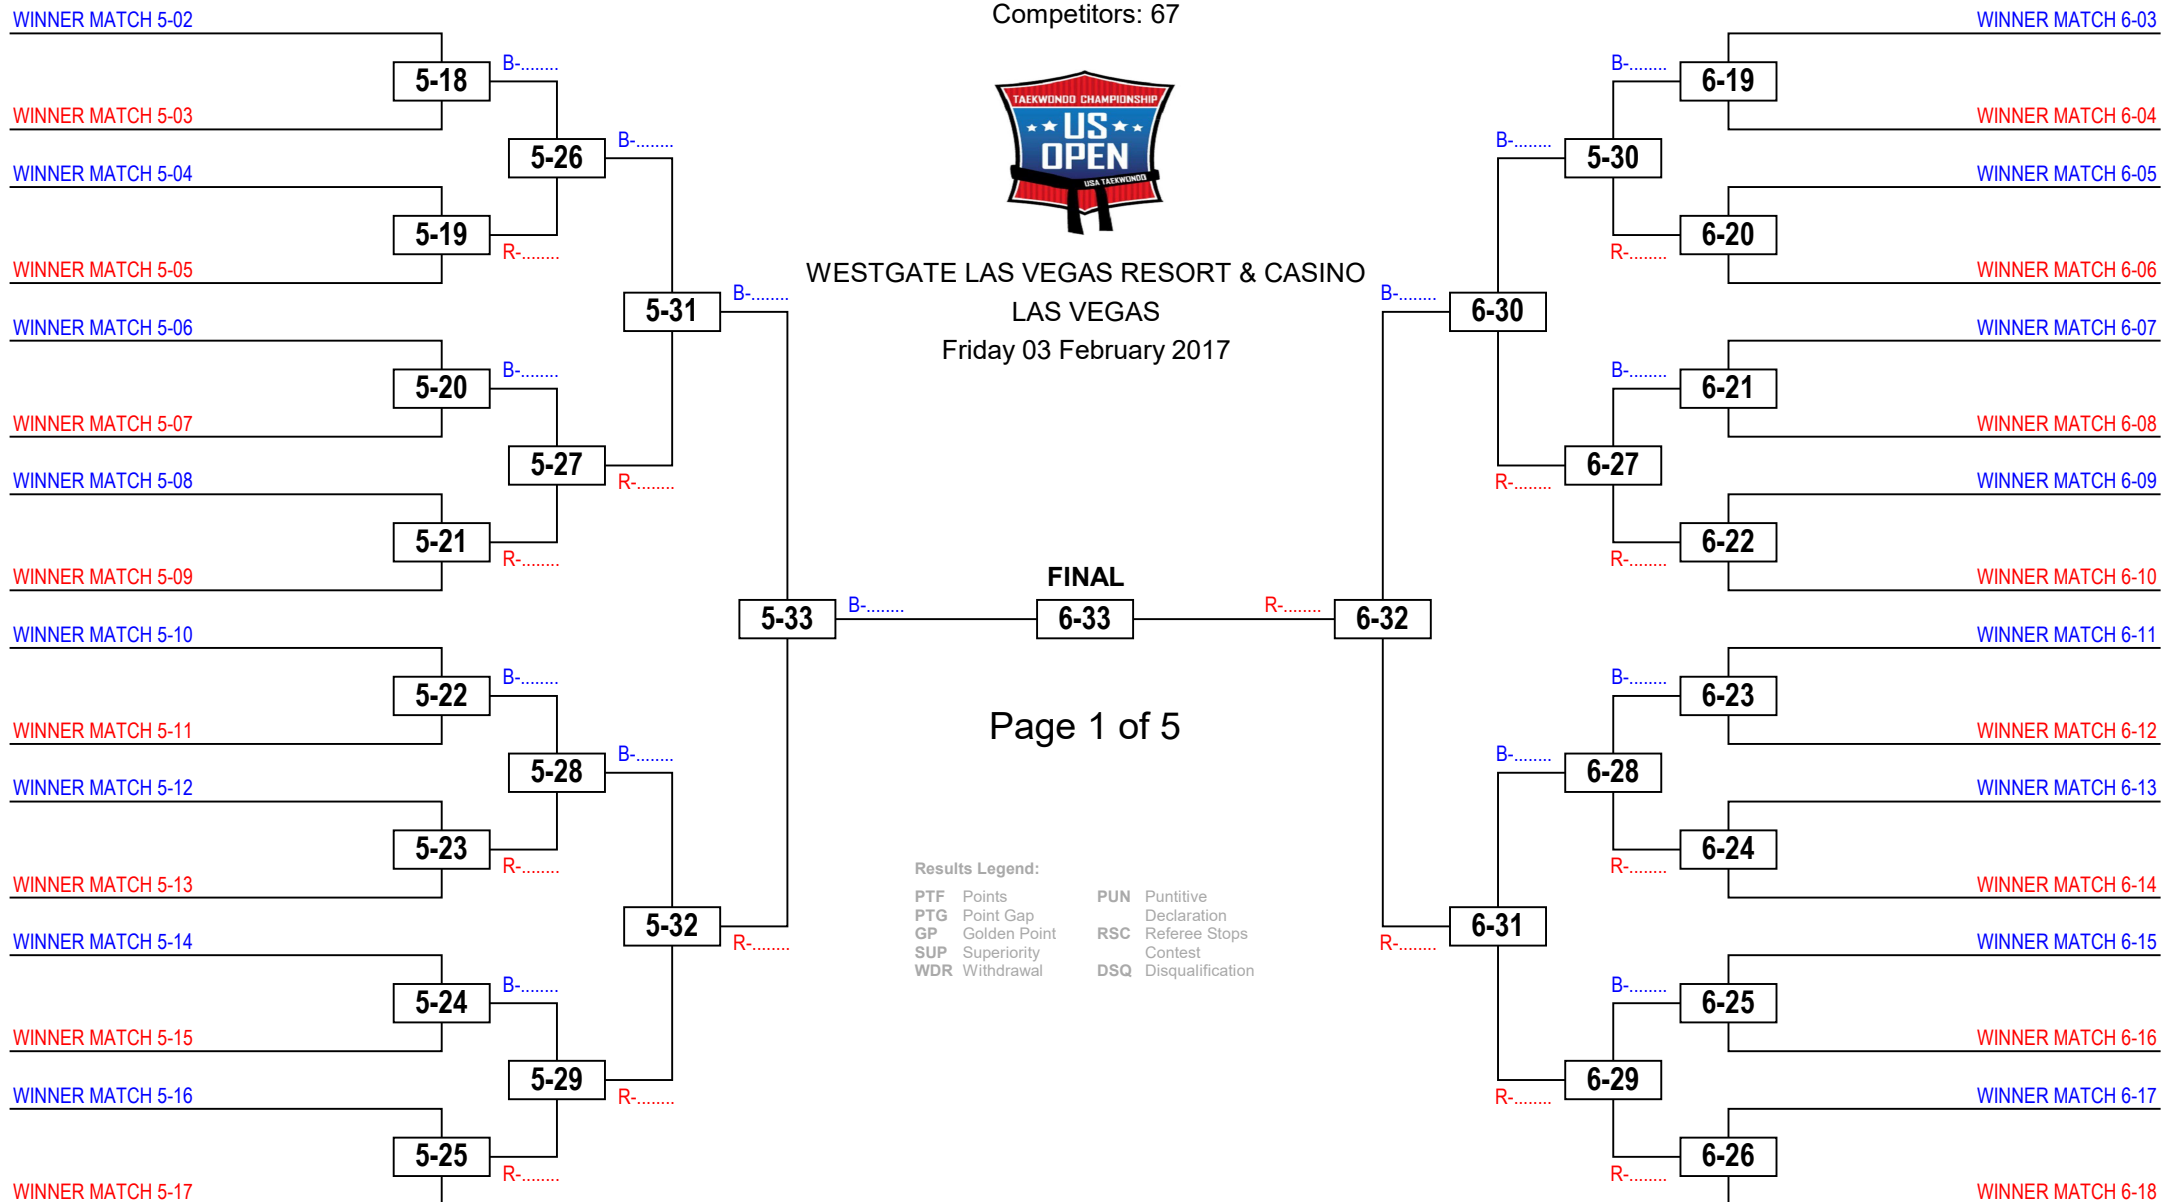 Competitors: 67
TAEKWONDO CHAMPIONSHIP
US
OPEN
USA TAEKWONDO
WESTGATE LAS VEGAS RESORT & CASINO
LAS VEGAS
Friday 03 February 2017
WINNER MATCH 5-02
5-18
B-........
WINNER MATCH 5-03
5-26
B-........
WINNER MATCH 5-04
5-19
R-........
WINNER MATCH 5-05
5-31
B-........
WINNER MATCH 5-06
5-20
B-........
WINNER MATCH 5-07
5-27
R-........
WINNER MATCH 5-08
5-21
R-........
WINNER MATCH 5-09
5-33
B-........
WINNER MATCH 5-10
5-22
B-........
WINNER MATCH 5-11
5-28
B-........
WINNER MATCH 5-12
5-23
R-........
WINNER MATCH 5-13
5-32
R-........
WINNER MATCH 5-14
5-24
B-........
WINNER MATCH 5-15
5-29
R-........
WINNER MATCH 5-16
5-25
R-........
WINNER MATCH 5-17
FINAL
6-33
Page 1 of 5
Results Legend:
PTF Points
PTG Point Gap
GP Golden Point
SUP Superiority
WDR Withdrawal
PUN Puntitive
Declaration
RSC Referee Stops
Contest
DSQ Disqualification
WINNER MATCH 6-03
B-........
6-19
WINNER MATCH 6-04
B-........
5-30
WINNER MATCH 6-05
6-20
R-........
WINNER MATCH 6-06
B-........
6-30
WINNER MATCH 6-07
B-........
6-21
WINNER MATCH 6-08
6-27
R-........
WINNER MATCH 6-09
6-22
R-........
WINNER MATCH 6-10
R-........
6-32
WINNER MATCH 6-11
B-........
6-23
WINNER MATCH 6-12
B-........
6-28
WINNER MATCH 6-13
6-24
R-........
WINNER MATCH 6-14
6-31
R-........
WINNER MATCH 6-15
B-........
6-25
WINNER MATCH 6-16
6-29
R-........
WINNER MATCH 6-17
6-26
R-........
WINNER MATCH 6-18